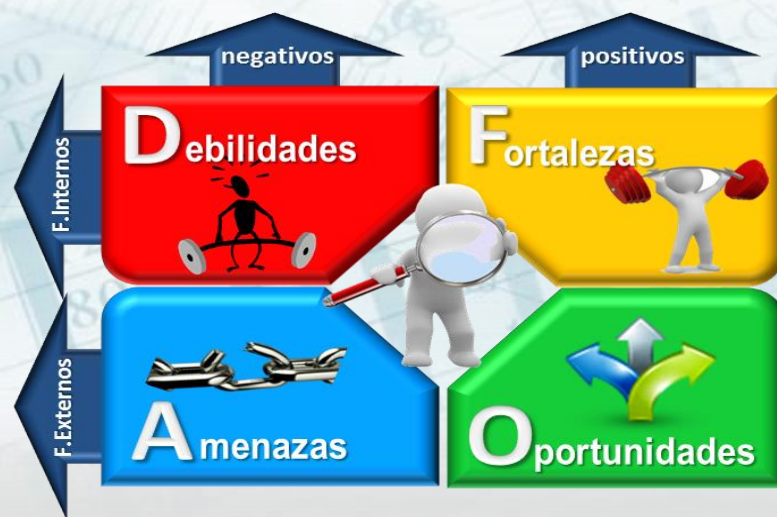 negativos
positivos
F.Internos
Debilidades
Fortalezas
F.Externos
Amenazas
Oportunidades